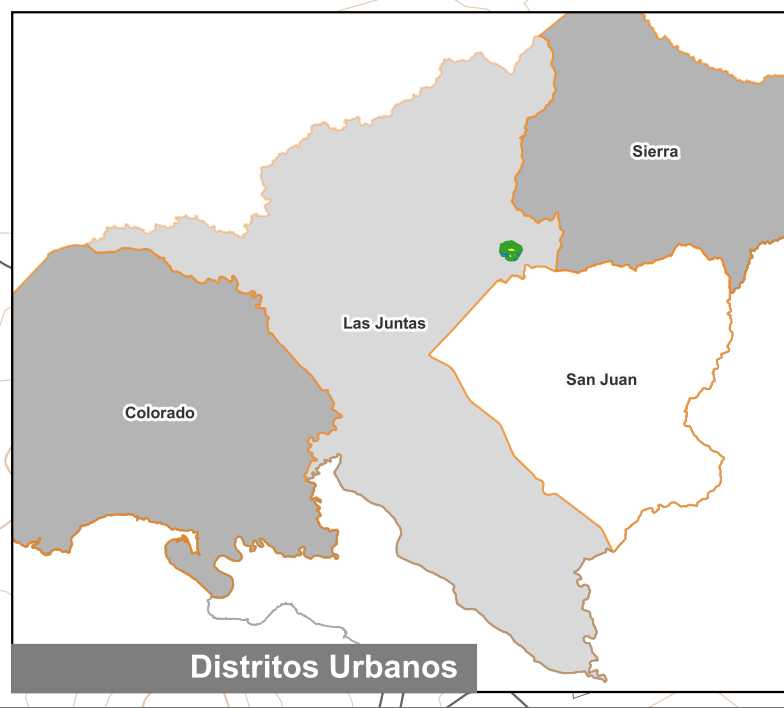 Sierra
Las Juntas
San Juan
Colorado
Distritos Urbanos